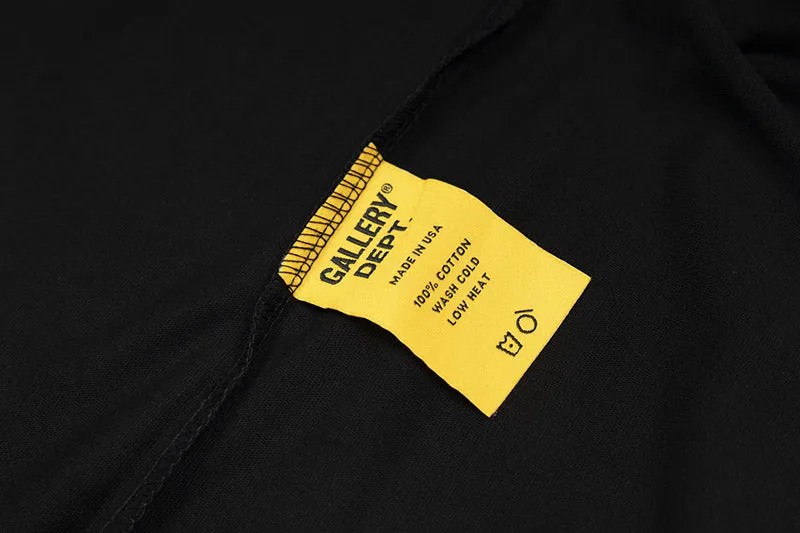 GALLERY®
DEPT.
MADE IN USA
100% COTTON
WASH COLD
LOW HEAT